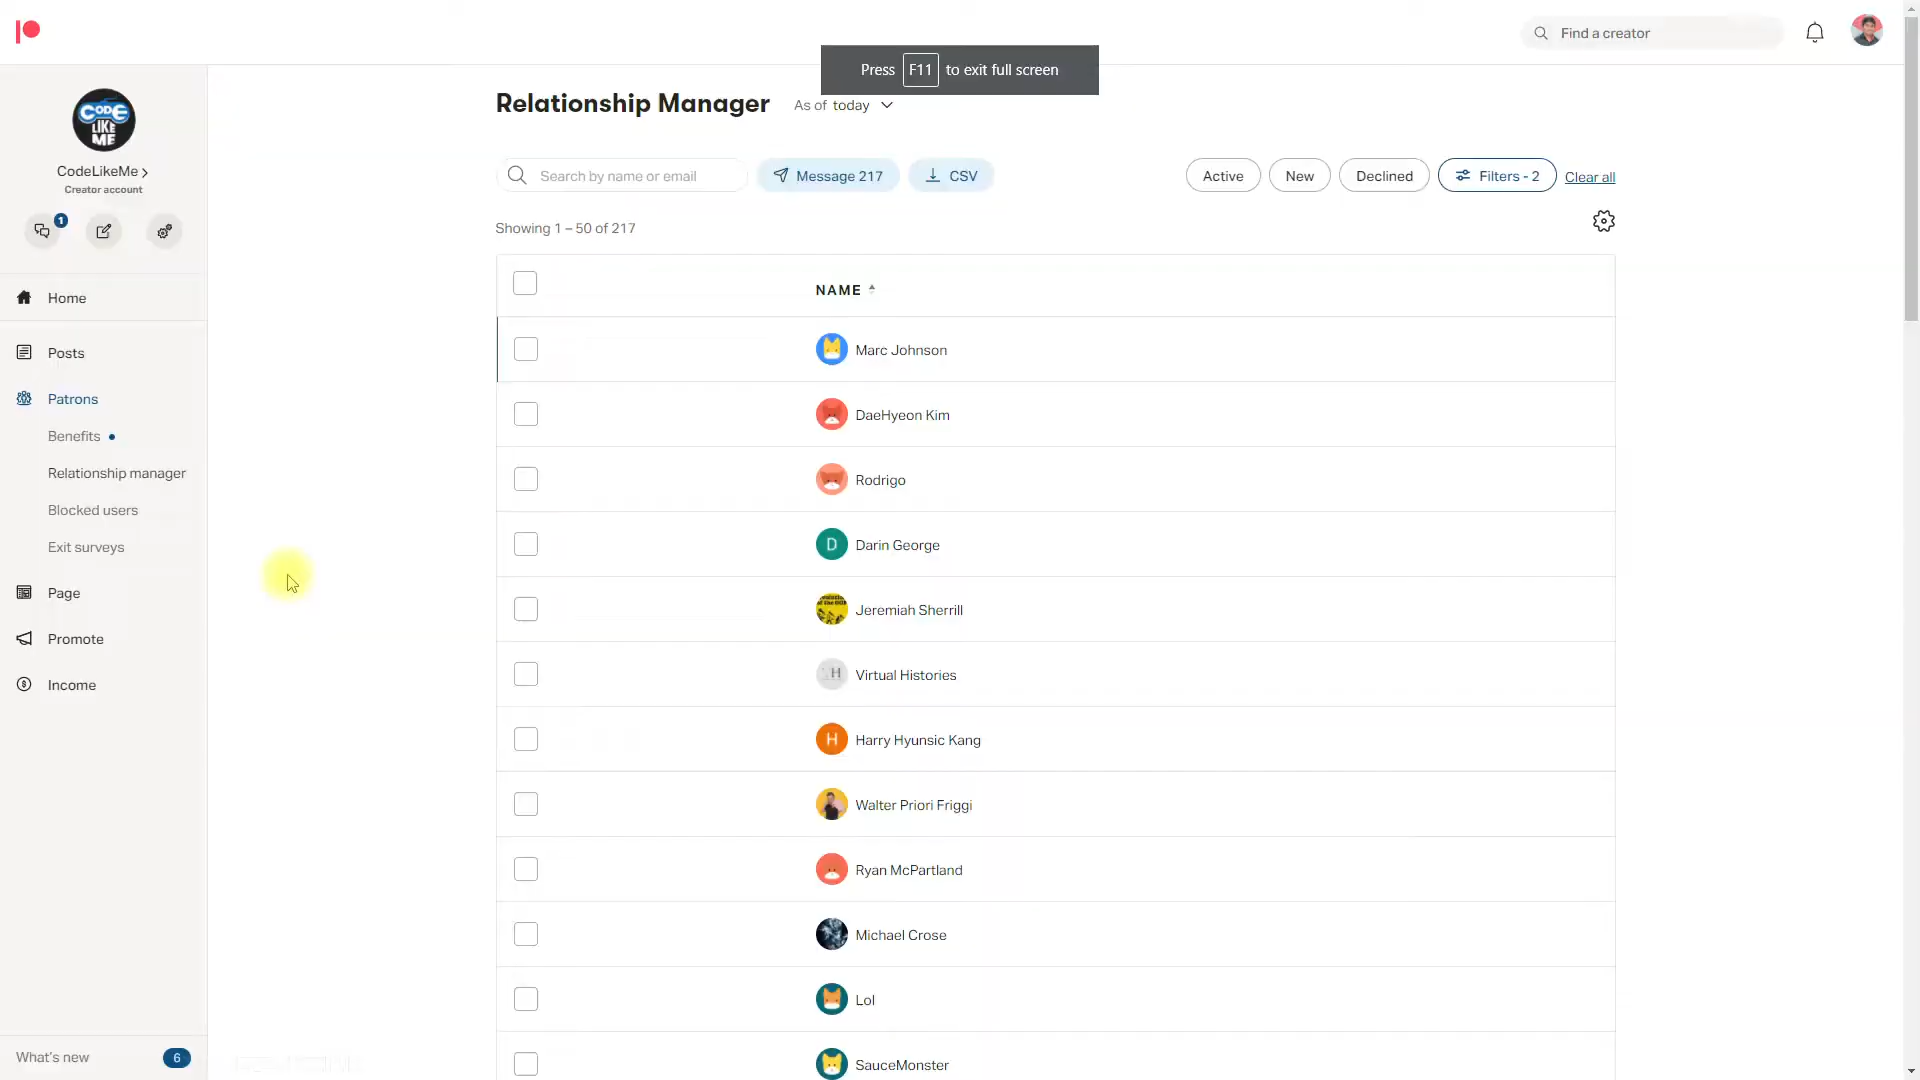 Find a creator
Press F11 to exit full screen
Relationship Manager
As of today
CODE
LIKE
ME
CodeLikeMe
Creator account
Search by name or email
Message 217
CSV
Active
New
Declined
Filters - 2
Clear all
1
Showing 1 – 50 of 217
Home
Posts
Patrons
Benefits
Relationship manager
Blocked users
Exit surveys
Page
Promote
Income
What's new
6
NAME
Marc Johnson
DaeHyeon Kim
Rodrigo
D
Darin George
Jeremiah Sherrill
H
Virtual Histories
H
Harry Hyunsic Kang
Walter Priori Friggi
Ryan McPartland
Michael Crose
Lol
SauceMonster